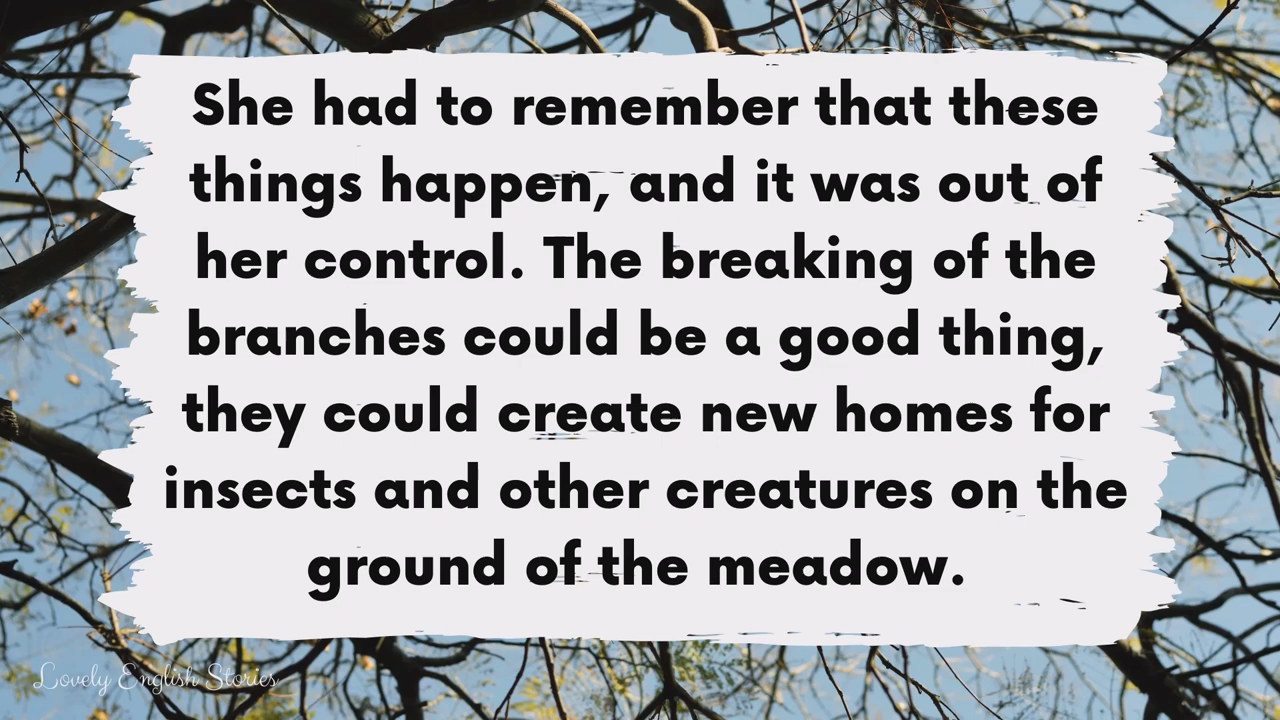 She had to remember that these
things happen, and it was out of
her control. The breaking of the
branches could be a good thing,
they could create new homes for
insects and other creatures on the
ground of the meadow.
Lovely English Stories